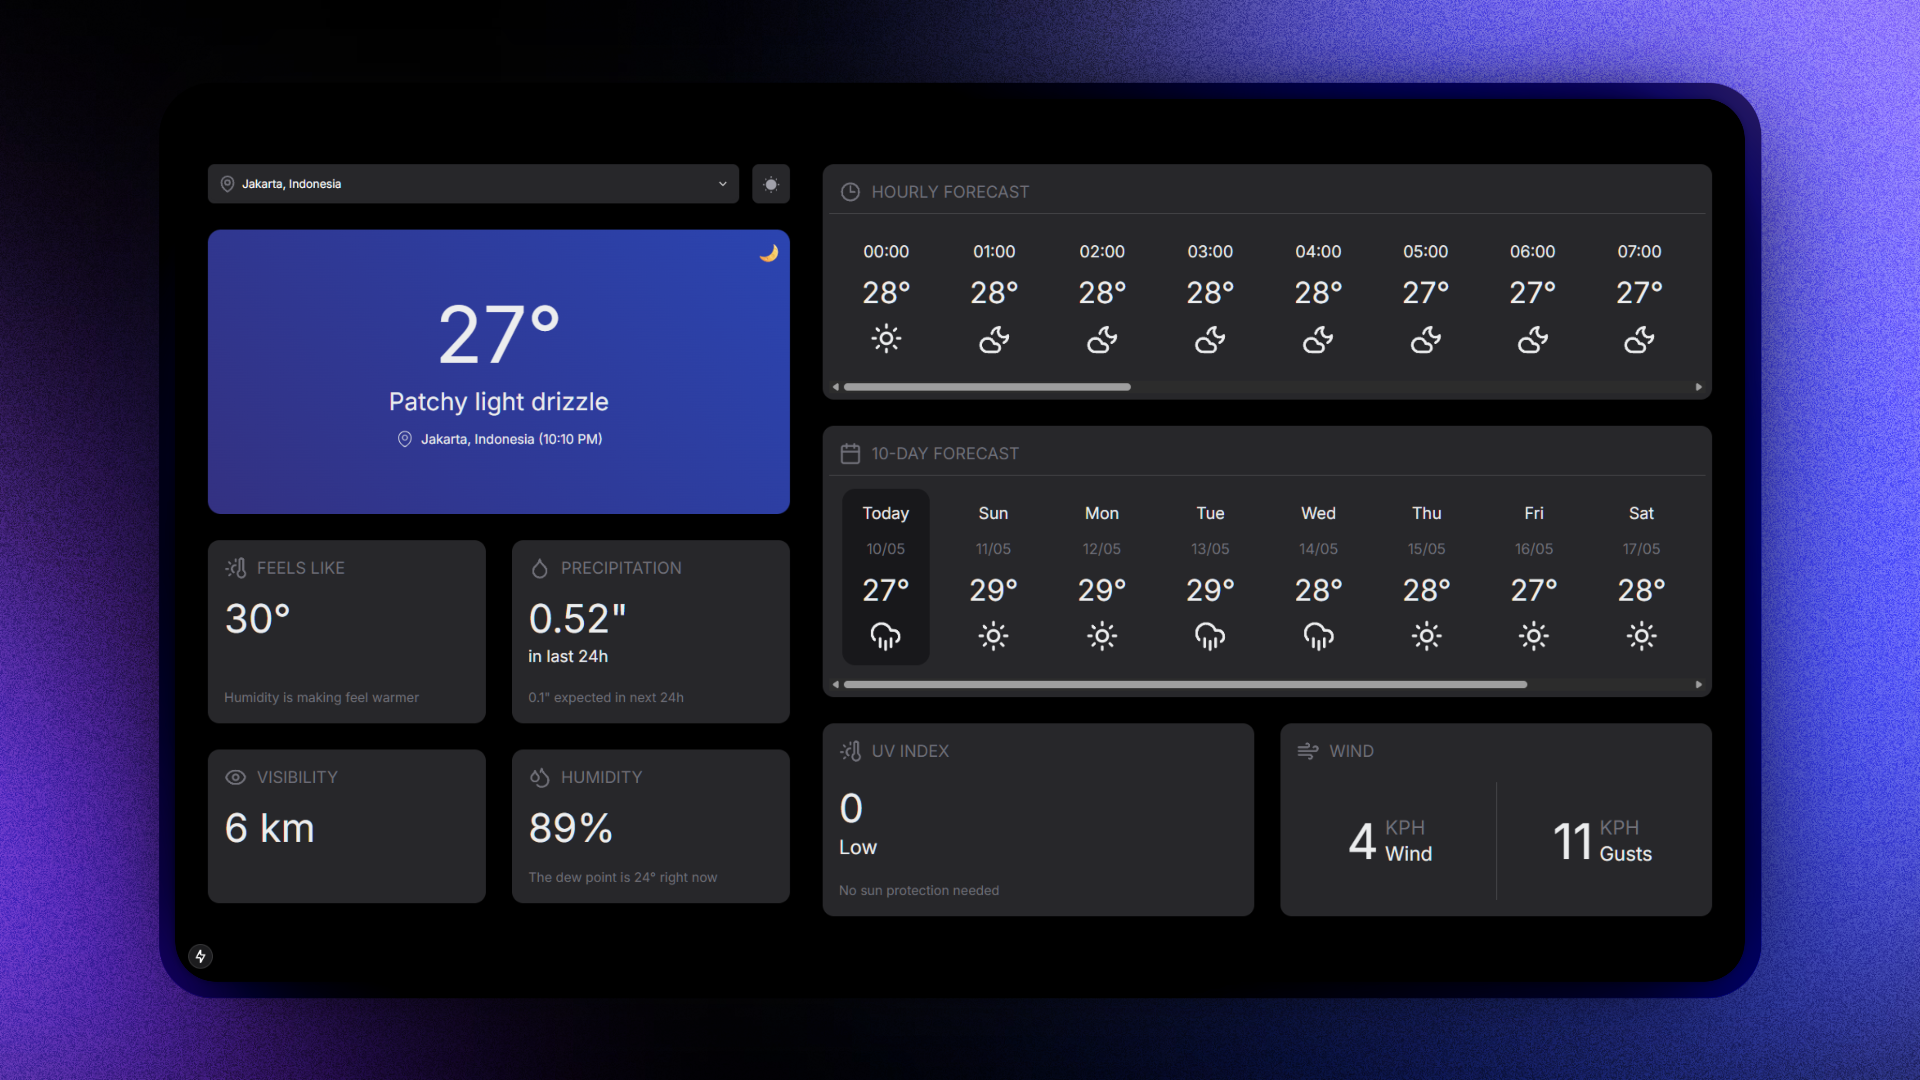 Jakarta, Indonesia
27°
Patchy light drizzle
Jakarta, Indonesia (10:10 PM)
FEELS LIKE
30°
Humidity is making feel warmer
PRECIPITATION
0.52"
in last 24h
0.1" expected in next 24h
VISIBILITY
6 km
HUMIDITY
89%
The dew point is 24° right now
HOURLY FORECAST
00:00 01:00 02:00 03:00 04:00 05:00 06:00 07:00
28° 28° 28° 28° 28° 27° 27° 27°
10-DAY FORECAST
Today Sun Mon Tue Wed Thu Fri Sat
10/05 11/05 12/05 13/05 14/05 15/05 16/05 17/05
27° 29° 29° 29° 28° 28° 27° 28°
UV INDEX
0
Low
No sun protection needed
WIND
4 KPH Wind
11 KPH Gusts